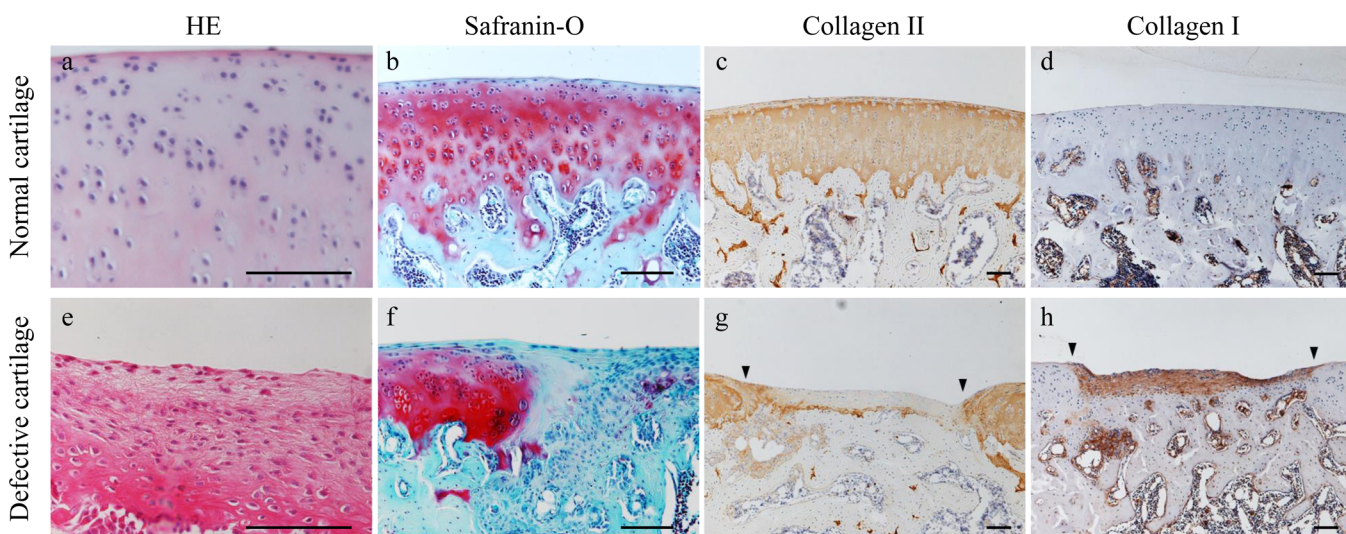 HE Safranin-O Collagen II Collagen I
Normal cartilage
a b c d
Defective cartilage
e f g h